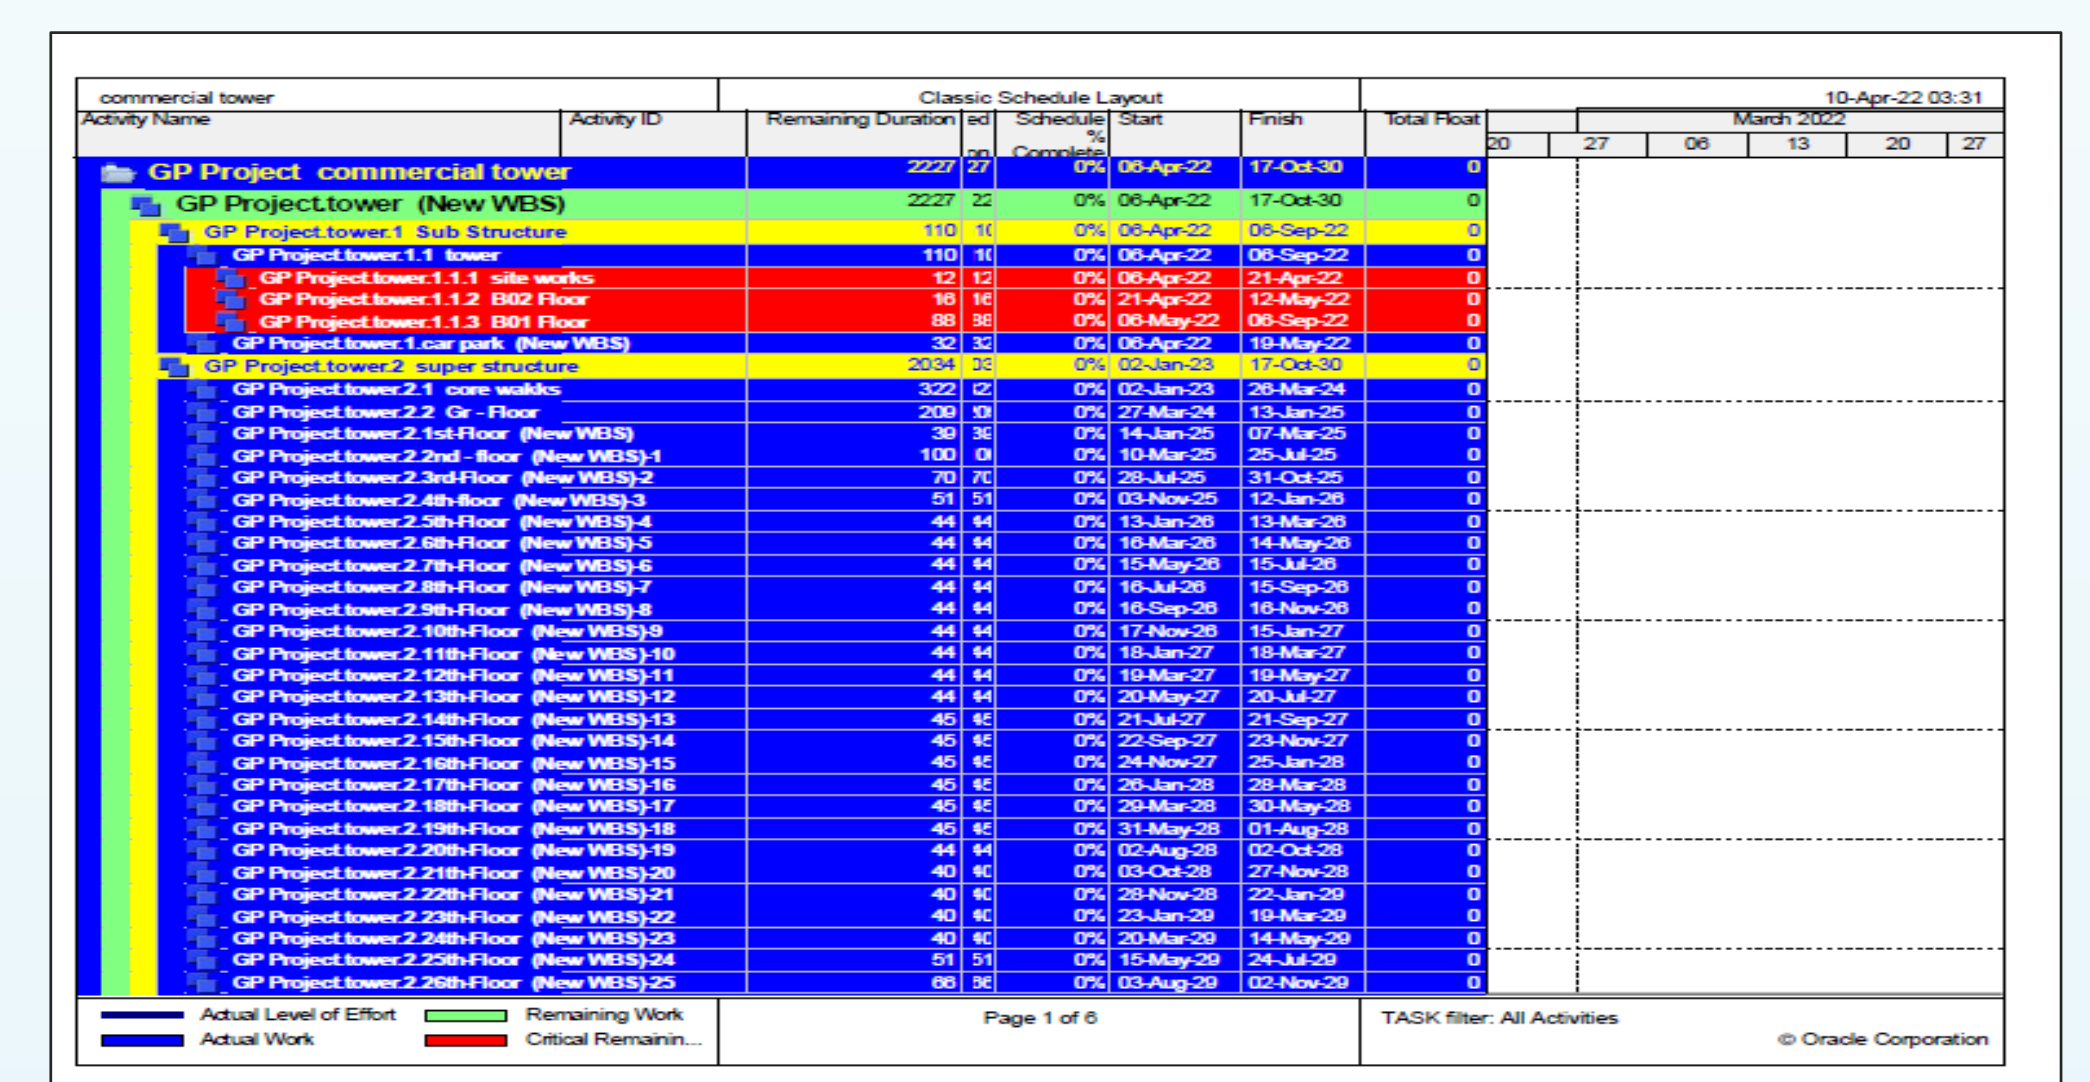 commercial tower Classic Schedule Layout 10-Apr-22 03:31
Activity Name Activity ID Remaining Duration ed Schedule % Complete Start Finish Total Float March 2022
on 20 27 06 13 20 27
GP Project commercial tower 2227 27 0% 06-Apr-22 17-Oct-30 0
GP Project.tower (New WBS) 2227 22 0% 06-Apr-22 17-Oct-30 0
GP Project.tower.1 Sub Structure 110 10 0% 06-Apr-22 06-Sep-22 0
GP Project.tower.1.1 tower 110 10 0% 06-Apr-22 06-Sep-22 0
GP Project.tower.1.1.1 site works 12 12 0% 06-Apr-22 21-Apr-22 0
GP Project.tower.1.1.2 B02 Floor 16 16 0% 21-Apr-22 12-May-22 0
GP Project.tower.1.1.3 B01 Floor 88 88 0% 06-May-22 06-Sep-22 0
GP Project.tower.1.car park (New WBS) 32 32 0% 06-Apr-22 19-May-22 0
GP Project.tower.2 super structure 2034 03 0% 02-Jan-23 17-Oct-30 0
GP Project.tower.2.1 core wakks 322 0% 02-Jan-23 26-Mar-24 0
GP Project.tower.2.2 Gr - Floor 209 0% 27-Mar-24 13-Jan-25 0
GP Project.tower.2.1st-Floor (New WBS) 39 39 0% 14-Jan-25 07-Mar-25 0
GP Project.tower.2.2nd - floor (New WBS)-1 100 0% 10-Mar-25 25-Jul-25 0
GP Project.tower.2.3rd-Floor (New WBS)-2 70 70 0% 28-Jul-25 31-Oct-25 0
GP Project.tower.2.4th-floor (New WBS)-3 51 51 0% 03-Nov-25 12-Jan-26 0
GP Project.tower.2.5th-Floor (New WBS)-4 44 44 0% 13-Jan-26 13-Mar-26 0
GP Project.tower.2.6th-Floor (New WBS)-5 44 44 0% 16-Mar-26 14-May-26 0
GP Project.tower.2.7th-Floor (New WBS)-6 44 44 0% 15-May-26 15-Jul-26 0
GP Project.tower.2.8th-Floor (New WBS)-7 44 44 0% 16-Jul-26 15-Sep-26 0
GP Project.tower.2.9th-Floor (New WBS)-8 44 44 0% 16-Sep-26 16-Nov-26 0
GP Project.tower.2.10th-Floor (New WBS)-9 44 44 0% 17-Nov-26 15-Jan-27 0
GP Project.tower.2.11th-Floor (New WBS)-10 44 44 0% 18-Jan-27 18-Mar-27 0
GP Project.tower.2.12th-Floor (New WBS)-11 44 44 0% 19-Mar-27 19-May-27 0
GP Project.tower.2.13th-Floor (New WBS)-12 44 44 0% 20-May-27 20-Jul-27 0
GP Project.tower.2.14th-Floor (New WBS)-13 45 45 0% 21-Jul-27 21-Sep-27 0
GP Project.tower.2.15th-Floor (New WBS)-14 45 45 0% 22-Sep-27 23-Nov-27 0
GP Project.tower.2.16th-Floor (New WBS)-15 45 45 0% 24-Nov-27 25-Jan-28 0
GP Project.tower.2.17th-Floor (New WBS)-16 45 45 0% 26-Jan-28 28-Mar-28 0
GP Project.tower.2.18th-Floor (New WBS)-17 45 45 0% 29-Mar-28 30-May-28 0
GP Project.tower.2.19th-Floor (New WBS)-18 45 45 0% 31-May-28 01-Aug-28 0
GP Project.tower.2.20th-Floor (New WBS)-19 44 44 0% 02-Aug-28 02-Oct-28 0
GP Project.tower.2.21th-Floor (New WBS)-20 40 40 0% 03-Oct-28 27-Nov-28 0
GP Project.tower.2.22th-Floor (New WBS)-21 40 40 0% 28-Nov-28 22-Jan-29 0
GP Project.tower.2.23th-Floor (New WBS)-22 40 40 0% 23-Jan-29 19-Mar-29 0
GP Project.tower.2.24th-Floor (New WBS)-23 40 40 0% 20-Mar-29 14-May-29 0
GP Project.tower.2.25th-Floor (New WBS)-24 51 51 0% 15-May-29 24-Jul-29 0
GP Project.tower.2.26th-Floor (New WBS)-25 66 66 0% 03-Aug-29 02-Nov-29 0
Actual Level of Effort Remaining Work Page 1 of 6 TASK filter: All Activities
Actual Work Critical Remainin... © Oracle Corporation